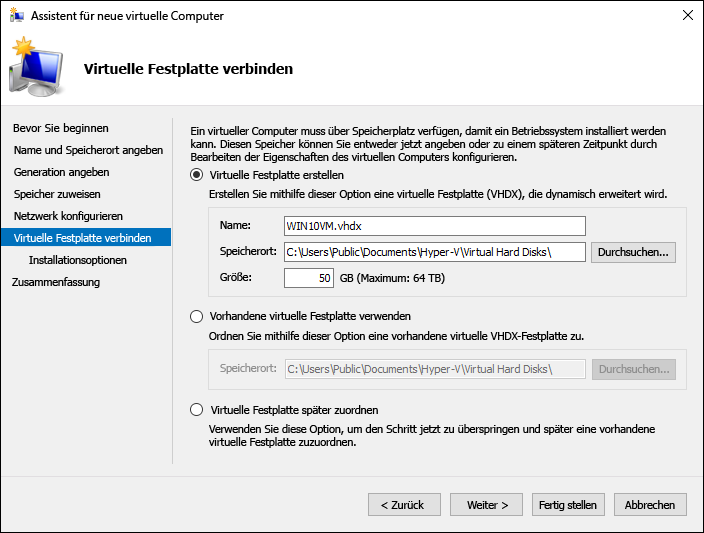 Assistent für neue virtuelle Computer
Virtuelle Festplatte verbinden
Bevor Sie beginnen
Name und Speicherort angeben
Generation angeben
Speicher zuweisen
Netzwerk konfigurieren
Virtuelle Festplatte verbinden
Installationsoptionen
Zusammenfassung
Ein virtueller Computer muss über Speicherplatz verfügen, damit ein Betriebssystem installiert werden
kann. Diesen Speicher können Sie entweder jetzt angeben oder zu einem späteren Zeitpunkt durch
Bearbeiten der Eigenschaften des virtuellen Computers konfigurieren.
Virtuelle Festplatte erstellen
Erstellen Sie mithilfe dieser Option eine virtuelle Festplatte (VHDX), die dynamisch erweitert wird.
Name: WIN10VM.vhdx
Speicherort: C:\Users\Public\Documents\Hyper-V\Virtual Hard Disks\ Durchsuchen...
Größe: 50 GB (Maximum: 64 TB)
Vorhandene virtuelle Festplatte verwenden
Ordnen Sie mithilfe dieser Option eine vorhandene virtuelle VHDX-Festplatte zu.
Speicherort: C:\Users\Public\Documents\Hyper-V\Virtual Hard Disks\ Durchsuchen...
Virtuelle Festplatte später zuordnen
Verwenden Sie diese Option, um den Schritt jetzt zu überspringen und später eine vorhandene
virtuelle Festplatte zuzuordnen.
< Zurück Weiter > Fertig stellen Abbrechen